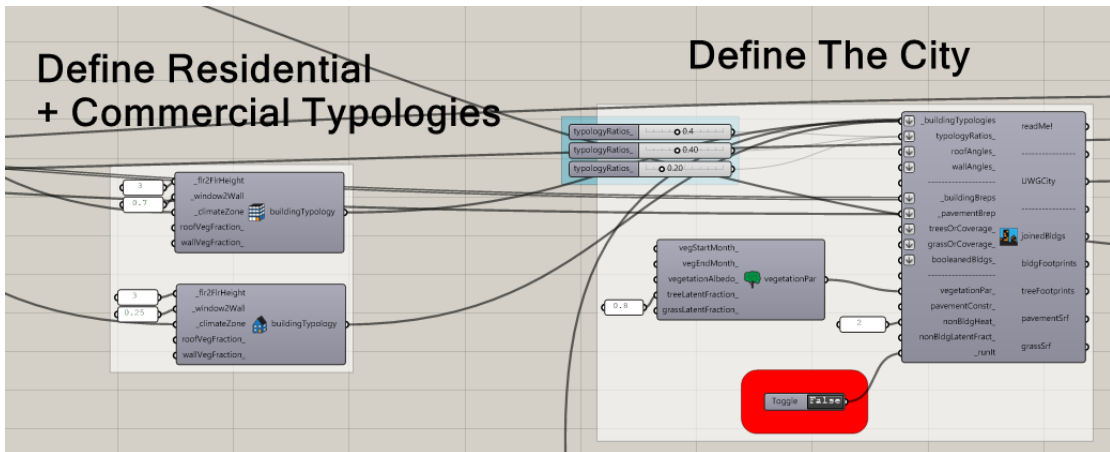 Define Residential
+ Commercial Typologies
Define The City
3
0.7
_flr2FlrHeight
_window2Wall
_climateZone
roofVegFraction_
wallVegFraction_
buildingTypology
3
0.25
_flr2FlrHeight
_window2Wall
_climateZone
roofVegFraction_
wallVegFraction_
buildingTypology
typologyRatios_ 0.4
typologyRatios_ 0.40
typologyRatios_ 0.20
0.8
vegStartMonth_
vegEndMonth_
vegetationAlbedo_
treeLatentFraction_
grassLatentFraction_
vegetationPar
2
Toggle False
_buildingTypologies
typologyRatios_
roofAngles_
wallAngles_
--------------------
_buildingBreps
_pavementBrep
treesOrCoverage_
grassOrCoverage_
booleanedBldgs_
--------------------
vegetationPar_
pavementConstr_
nonBldgHeat_
nonBldgLatentFract_
_runIt
readMe!
----------------
UWGCity
----------------
joinedBldgs
bldgFootprints
treeFootprints
pavementSrf
grassSrf